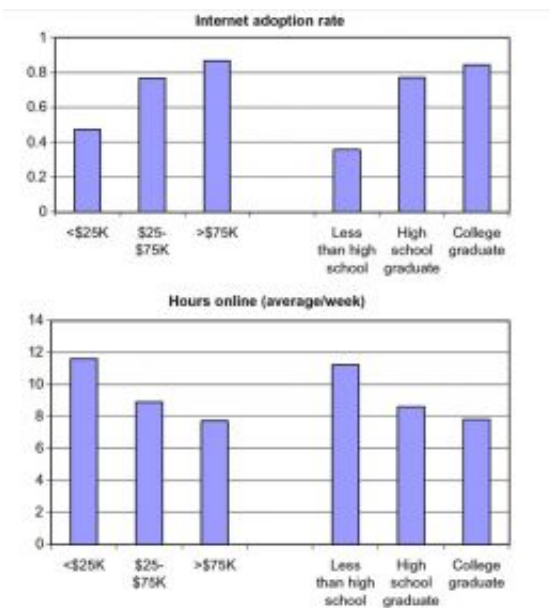 Internet adoption rate
1
0.8
0.6
0.4
0.2
0
<$25K $25- >$75K Less High College
$75K than high school graduate
school graduate
Hours online (average/week)
14
12
10
8
6
4
2
0
<$25K $25- >$75K Less High College
$75K than high school graduate
school graduate